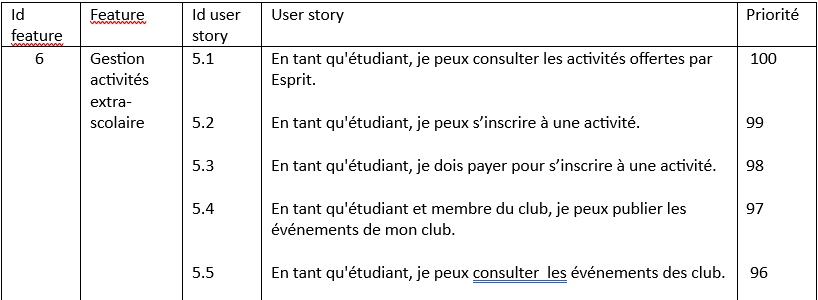 Id feature Feature Id user story User story Priorité
6 Gestion activités extra-scolaire 5.1 En tant qu'étudiant, je peux consulter les activités offertes par Esprit. 100
5.2 En tant qu'étudiant, je peux s’inscrire à une activité. 99
5.3 En tant qu'étudiant, je dois payer pour s’inscrire à une activité. 98
5.4 En tant qu'étudiant et membre du club, je peux publier les événements de mon club. 97
5.5 En tant qu'étudiant, je peux consulter  les événements des club. 96